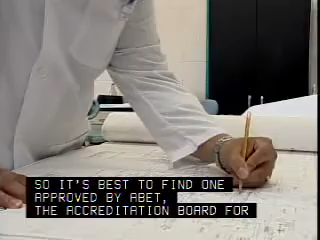 SO IT'S BEST TO FIND ONE
APPROVED BY ABET,
THE ACCREDITATION BOARD FOR